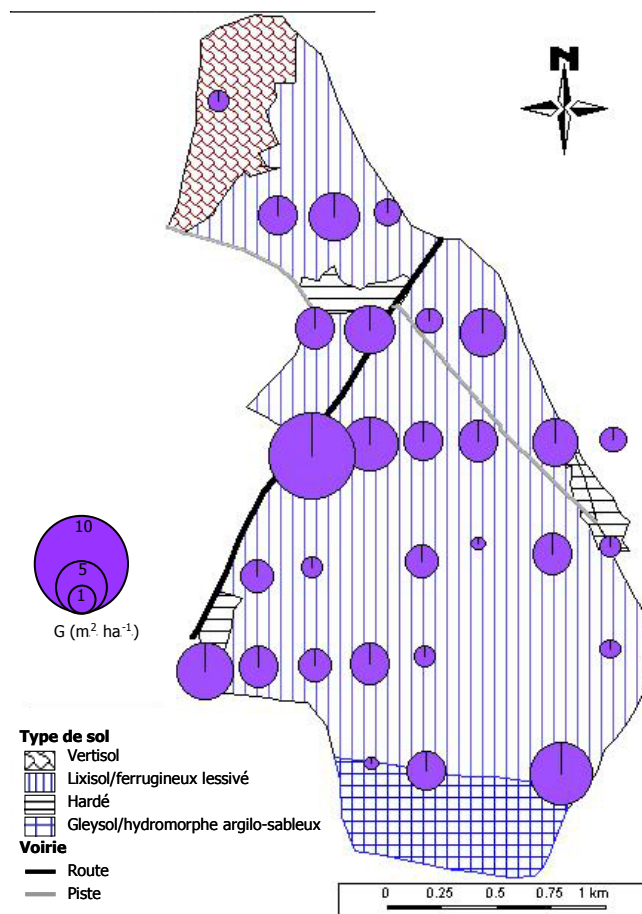 N
10
5
1
G (m². ha⁻¹)
Type de sol
Vertisol
Lixisol/ferrugineux lessivé
Hardé
Gleysol/hydromorphe argilo-sableux
Voirie
Route
Piste
0 0.25 0.5 0.75 1 km